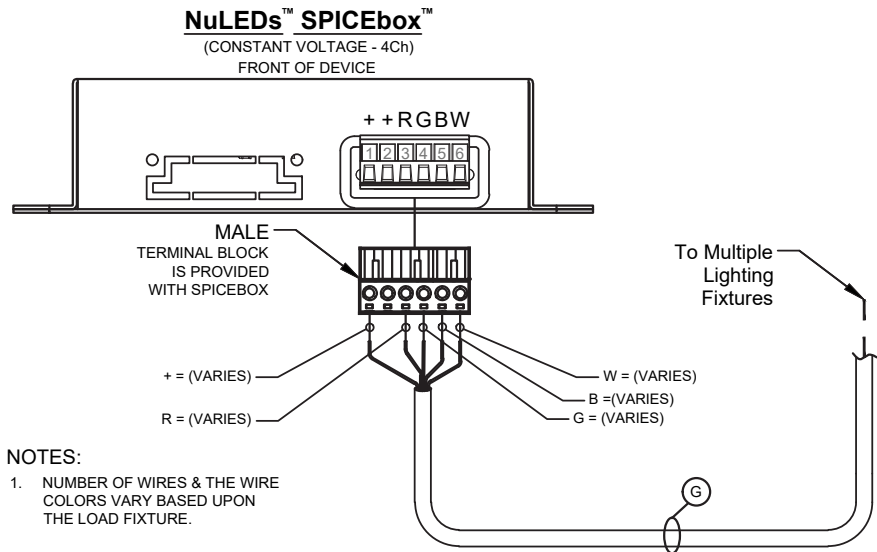 NuLEDs™ SPICEbox™
(CONSTANT VOLTAGE - 4Ch)
FRONT OF DEVICE
+ + R G B W
1 2 3 4 5 6
MALE
TERMINAL BLOCK
IS PROVIDED
WITH SPICEBOX
To Multiple
Lighting
Fixtures
+ = (VARIES)
R = (VARIES)
W = (VARIES)
B =(VARIES)
G = (VARIES)
NOTES:
1. NUMBER OF WIRES & THE WIRE
COLORS VARY BASED UPON
THE LOAD FIXTURE.
G